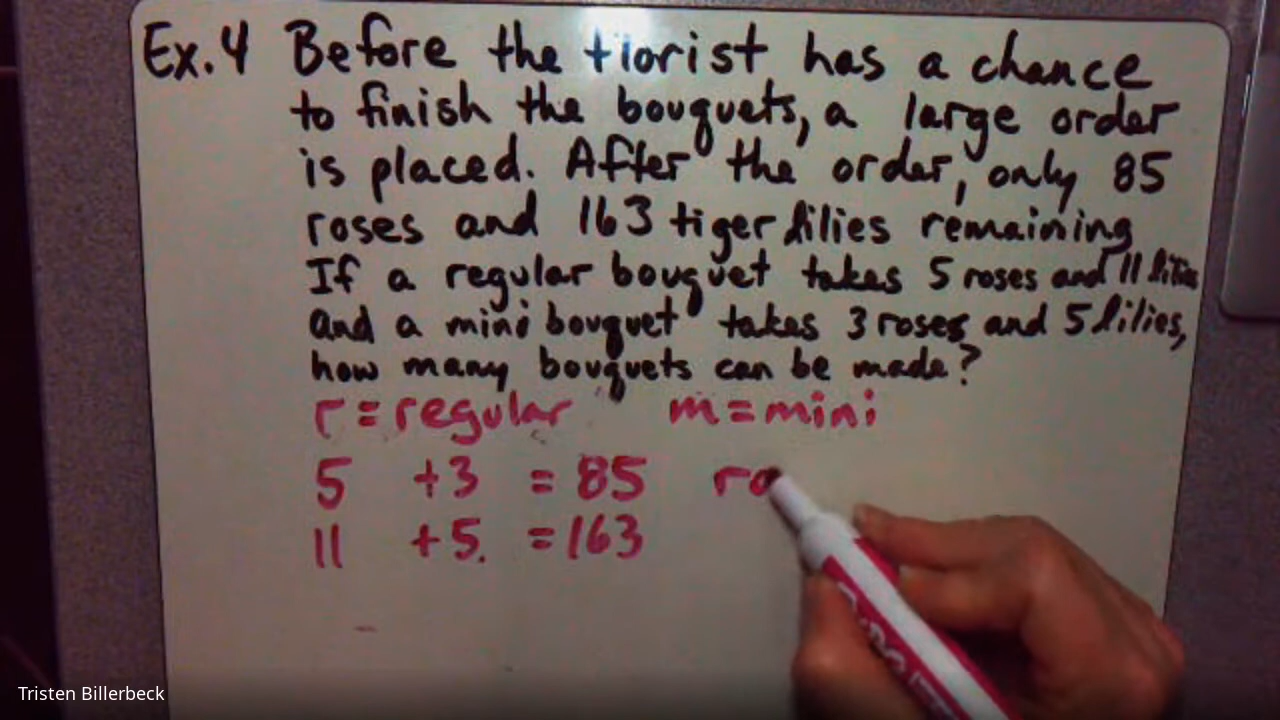 Ex.4 Before the florist has a chance
to finish the bouquets, a large order
is placed. After the order, only 85
roses and 163 tiger lilies remaining
If a regular bouquet takes 5 roses and 11 lilies
and a mini bouquet takes 3 roses and 5 lilies,
how many bouquets can be made?
r = regular m = mini
5 +3 = 85 ro
11 +5. = 163
Tristen Billerbeck